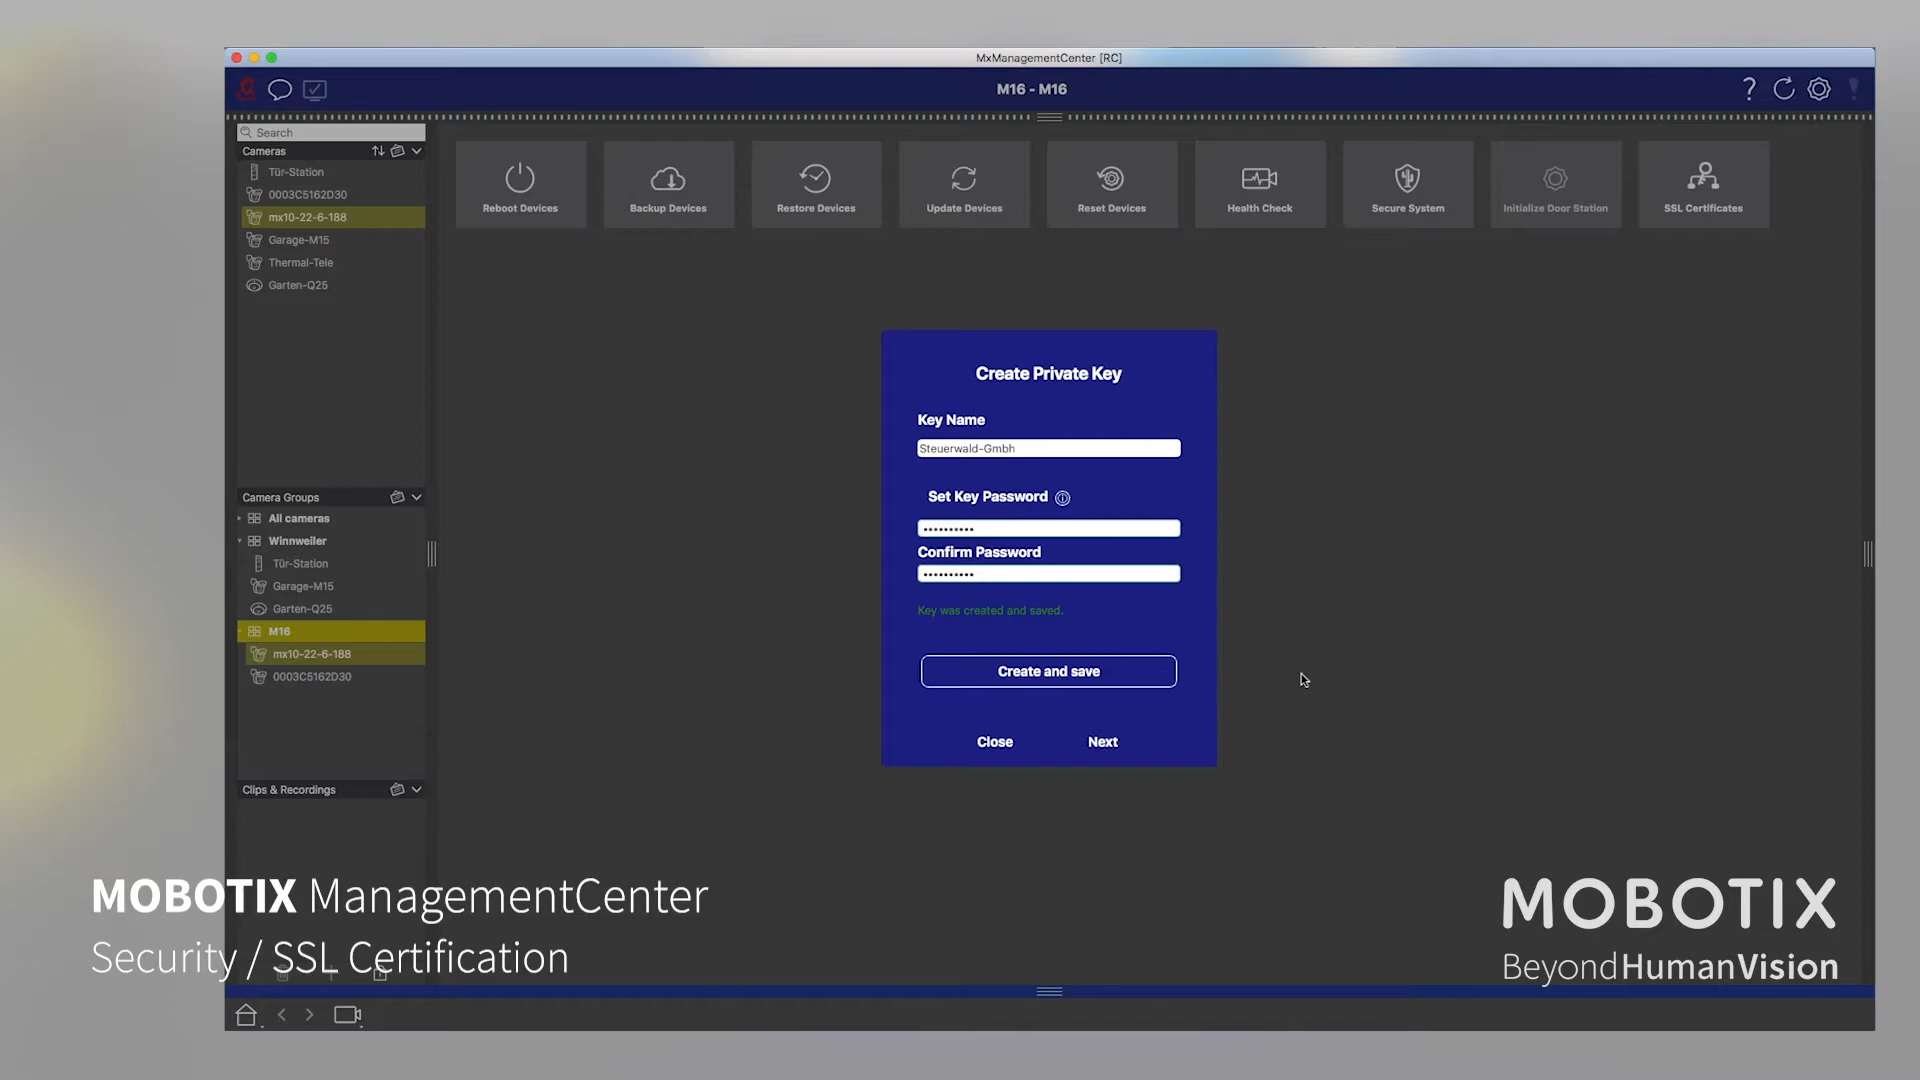 MxManagementCenter [RC]
M16 - M16
Search
Cameras
Tür-Station
0003C5162D30
mx10-22-6-188
Garage-M15
Thermal-Tele
Garten-Q25
Reboot Devices
Backup Devices
Restore Devices
Update Devices
Reset Devices
Health Check
Secure System
Initialize Door Station
SSL Certificates
Create Private Key
Key Name
Steuerwald-Gmbh
Set Key Password
••••••••••
Confirm Password
••••••••••
Key was created and saved.
Create and save
Close
Next
Camera Groups
All cameras
Winnweiler
Tür-Station
Garage-M15
Garten-Q25
M16
mx10-22-6-188
0003C5162D30
Clips & Recordings
MOBOTIX ManagementCenter
Security / SSL Certification
MOBOTIX
BeyondHumanVision